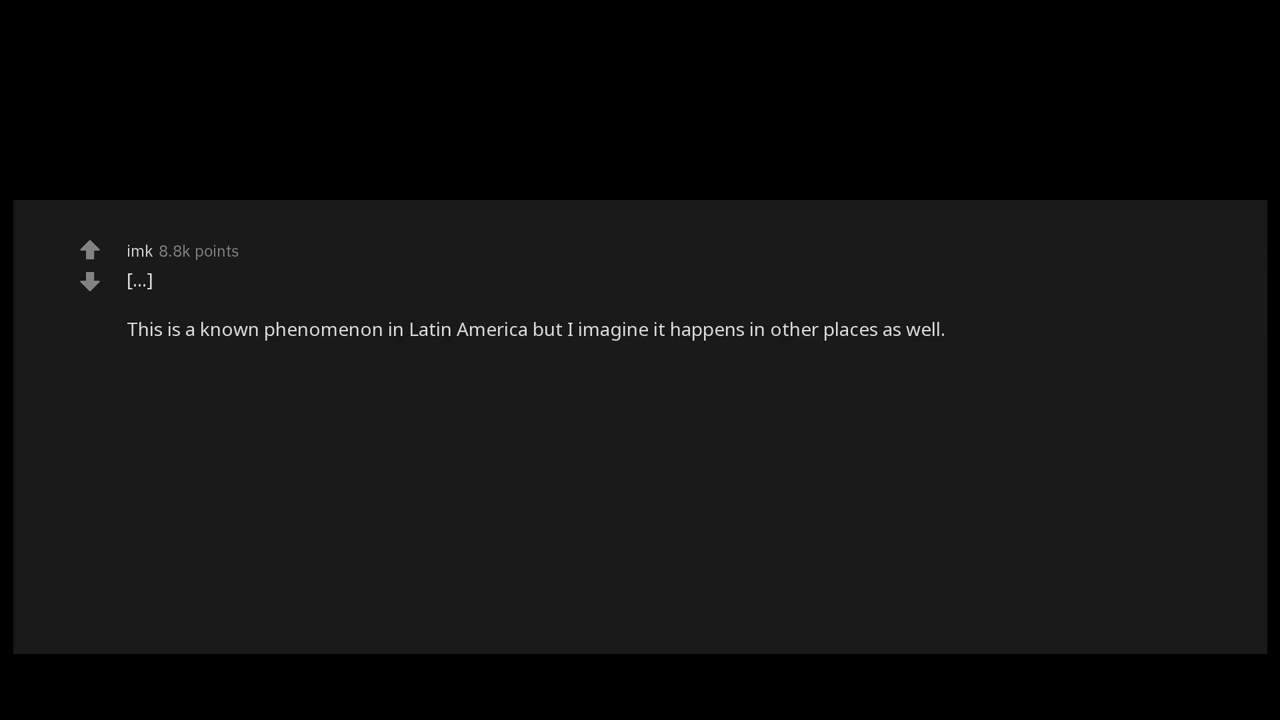 imk 8.8k points
[...]
This is a known phenomenon in Latin America but I imagine it happens in other places as well.